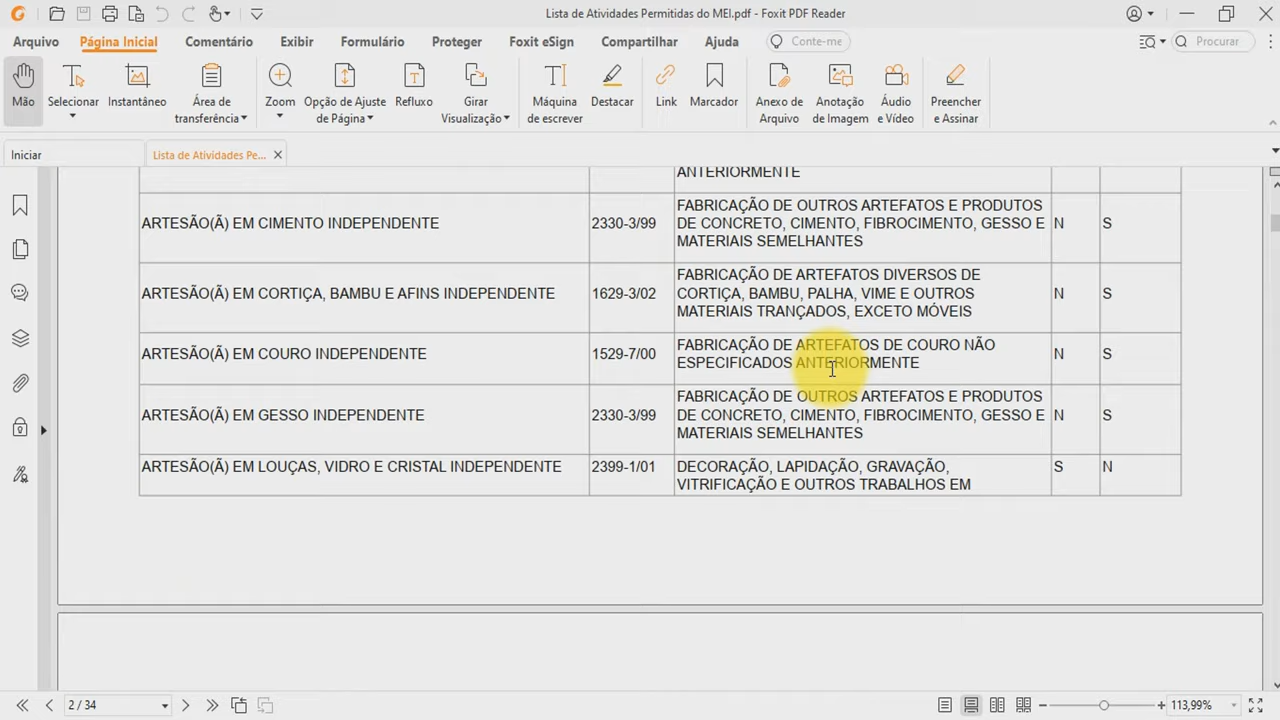 Lista de Atividades Permitidas do MEI.pdf - Foxit PDF Reader
Arquivo Página Inicial Comentário Exibir Formulário Proteger Foxit eSign Compartilhar Ajuda Conte-me Procurar
Mão
Selecionar
Instantâneo
Área de
transferência
Zoom
Opção de Ajuste
de Página
Refluxo
Girar
Visualização
Máquina
de escrever
Destacar
Link
Marcador
Anexo de
Arquivo
Anotação
de Imagem
Áudio
e Vídeo
Preencher
e Assinar
Iniciar
Lista de Atividades Pe...
ANTERIORMENTE
ARTESÃO(Ã) EM CIMENTO INDEPENDENTE 2330-3/99
FABRICAÇÃO DE OUTROS ARTEFATOS E PRODUTOS
DE CONCRETO, CIMENTO, FIBROCIMENTO, GESSO E
MATERIAIS SEMELHANTES
N S
ARTESÃO(Ã) EM CORTIÇA, BAMBU E AFINS INDEPENDENTE 1629-3/02
FABRICAÇÃO DE ARTEFATOS DIVERSOS DE
CORTIÇA, BAMBU, PALHA, VIME E OUTROS
MATERIAIS TRANÇADOS, EXCETO MÓVEIS
N S
ARTESÃO(Ã) EM COURO INDEPENDENTE 1529-7/00
FABRICAÇÃO DE ARTEFATOS DE COURO NÃO
ESPECIFICADOS ANTERIORMENTE
N S
ARTESÃO(Ã) EM GESSO INDEPENDENTE 2330-3/99
FABRICAÇÃO DE OUTROS ARTEFATOS E PRODUTOS
DE CONCRETO, CIMENTO, FIBROCIMENTO, GESSO E
MATERIAIS SEMELHANTES
N S
ARTESÃO(Ã) EM LOUÇAS, VIDRO E CRISTAL INDEPENDENTE 2399-1/01
DECORAÇÃO, LAPIDAÇÃO, GRAVAÇÃO,
VITRIFICAÇÃO E OUTROS TRABALHOS EM
S N
2 / 34
113,99%